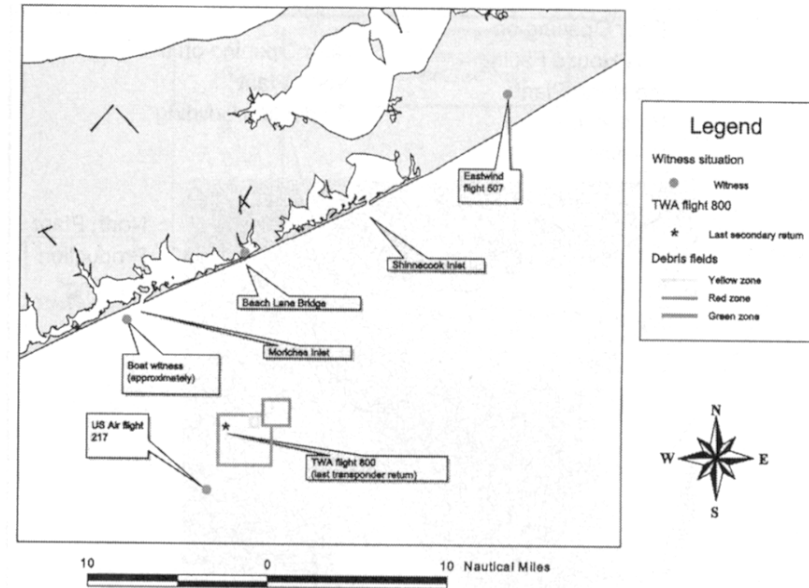 Eastwind
flight 507
Shinnecook Inlet
Beach Lane Bridge
Moriches Inlet
Boat witness
(approximately)
US Air flight
217
TWA flight 800
(last transponder return)
Legend
Witness situation
Witness
TWA flight 800
* Last secondary return
Debris fields
Yellow zone
Red zone
Green zone
N
W E
S
10 0 10 Nautical Miles